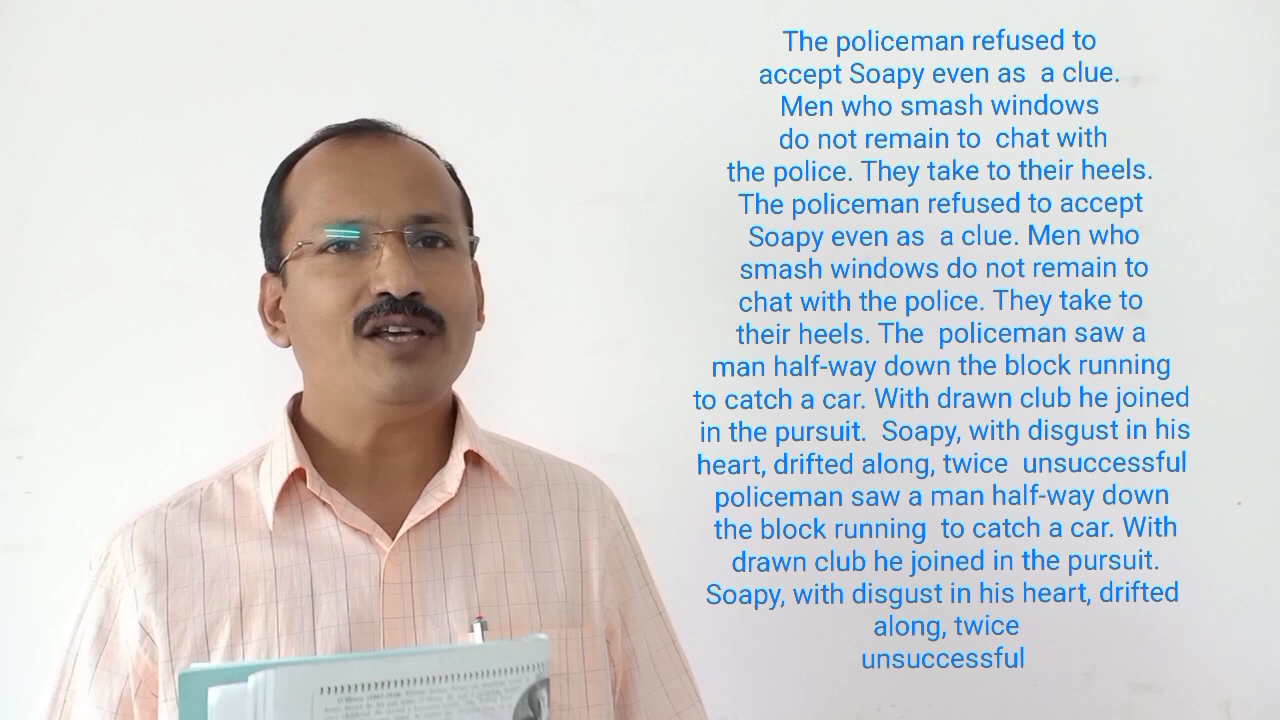 The policeman refused to
accept Soapy even as  a clue.
Men who smash windows
do not remain to  chat with
the police. They take to their heels.
The policeman refused to accept
Soapy even as  a clue. Men who
smash windows do not remain to
chat with the police. They take to
their heels. The  policeman saw a
man half-way down the block running
to catch a car. With drawn club he joined
in the pursuit.  Soapy, with disgust in his
heart, drifted along, twice  unsuccessful
policeman saw a man half-way down
the block running  to catch a car. With
drawn club he joined in the pursuit.
Soapy, with disgust in his heart, drifted
along, twice
unsuccessful